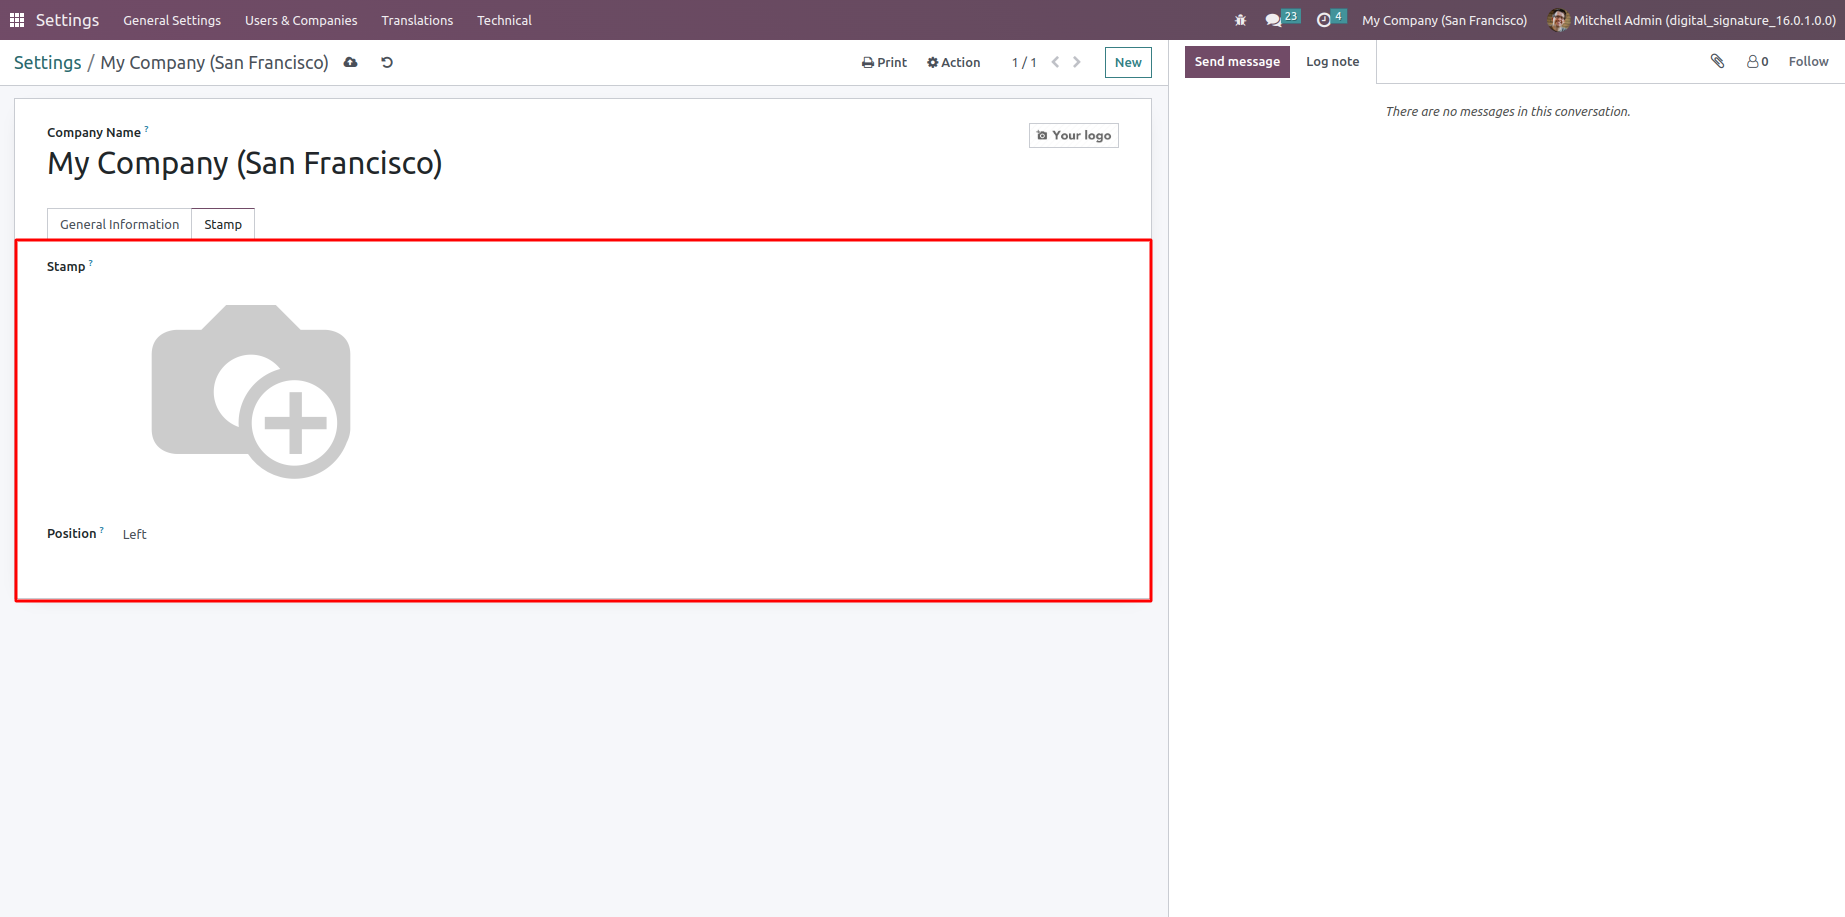 Settings General Settings Users & Companies Translations Technical 23 4 My Company (San Francisco) Mitchell Admin (digital_signature_16.0.1.0.0)
Settings / My Company (San Francisco) Print Action 1 / 1 New
Send message Log note 0 Follow
There are no messages in this conversation.
Company Name ?
Your logo
My Company (San Francisco)
General Information Stamp
Stamp ?
Position ? Left